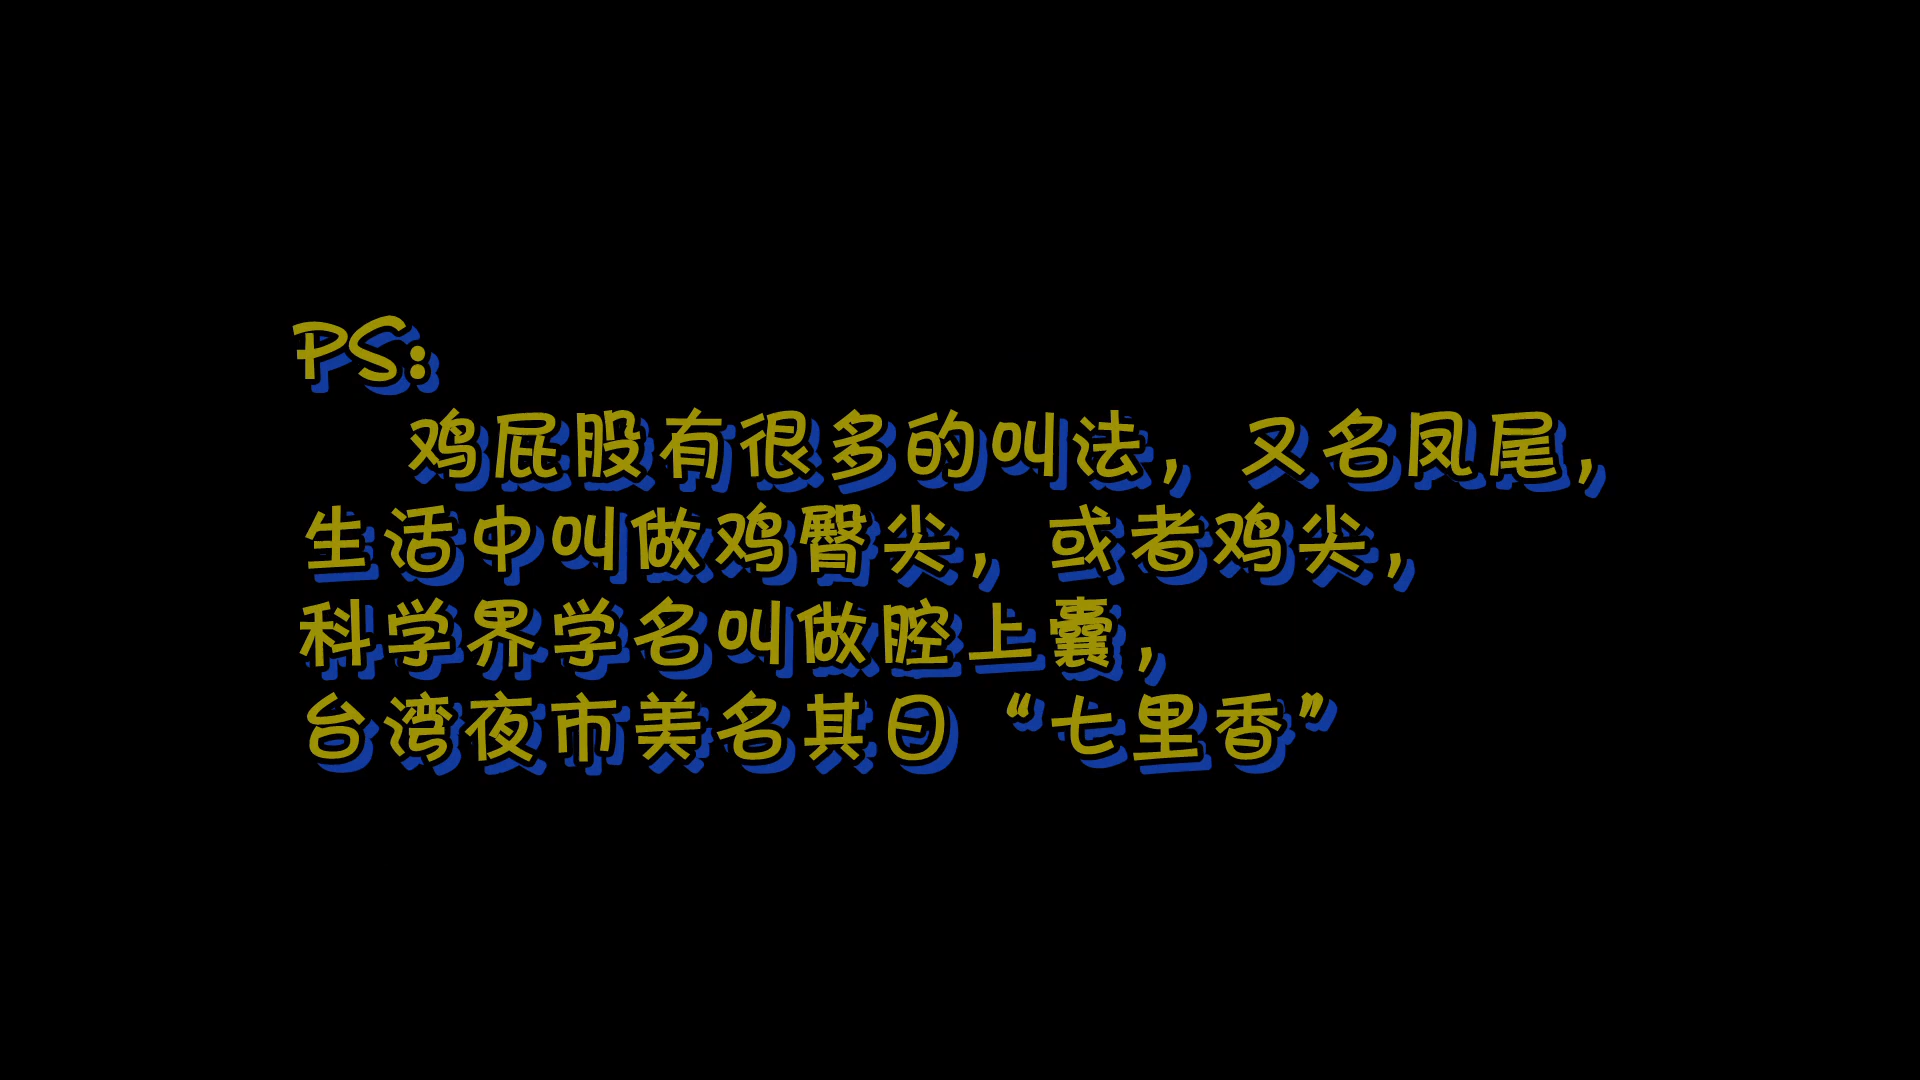 PS:
鸡屁股有很多的叫法，又名凤尾，
生活中叫做鸡臀尖，或者鸡尖，
科学界学名叫做腔上囊，
台湾夜市美名其曰“七里香”